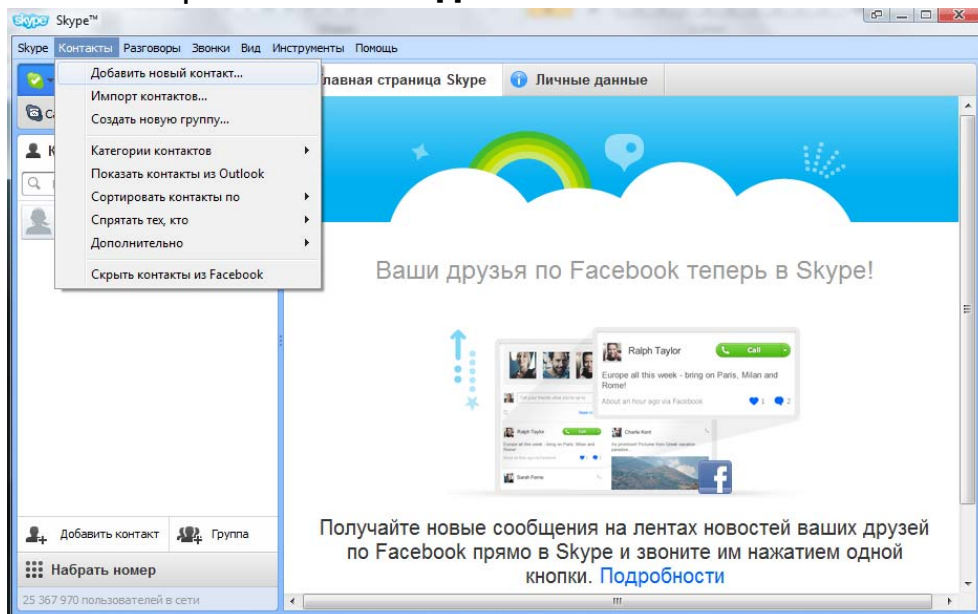 Skype™
Skype Контакты Разговоры Звонки Вид Инструменты Помощь
Добавить новый контакт...
Импорт контактов...
Создать новую группу...
Категории контактов
Показать контакты из Outlook
Сортировать контакты по
Спрятать тех, кто
Дополнительно
Скрыть контакты из Facebook
лавная страница Skype
Личные данные
Ваши друзья по Facebook теперь в Skype!
Ralph Taylor
Call
Europe all this week - bring on Paris, Milan and
Rome!
About an hour ago via Facebook
1 2
Ralph Taylor
Call
Charlie Kent
Sarah Ferne
Получайте новые сообщения на лентах новостей ваших друзей
по Facebook прямо в Skype и звоните им нажатием одной
кнопки. Подробности
Добавить контакт Группа
Набрать номер
25 367 970 пользователей в сети